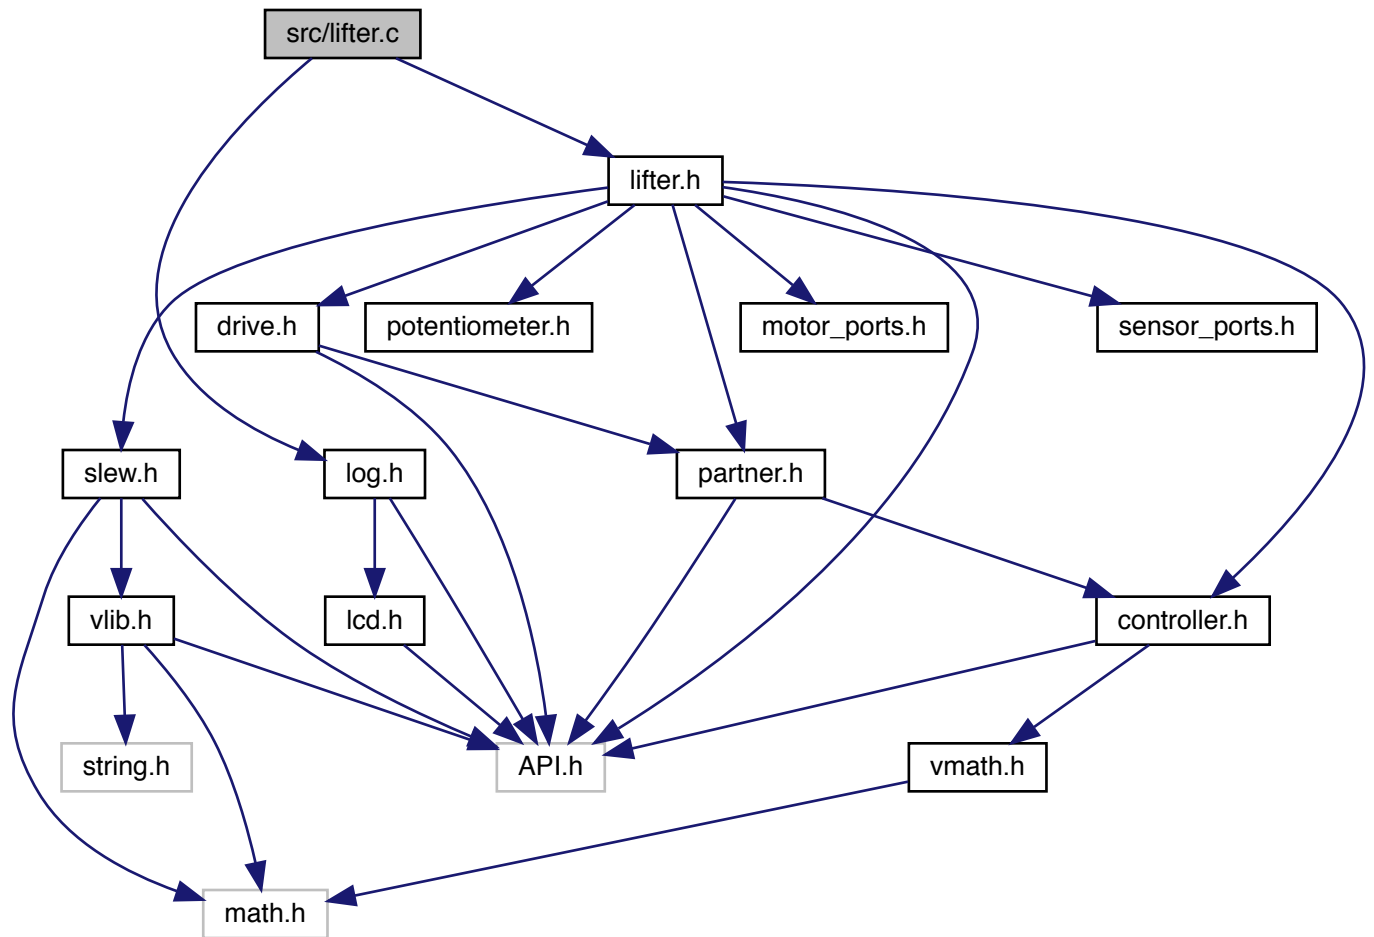 src/lifter.c
lifter.h
drive.h
potentiometer.h
motor_ports.h
sensor_ports.h
slew.h
log.h
partner.h
vlib.h
lcd.h
controller.h
string.h
API.h
vmath.h
math.h